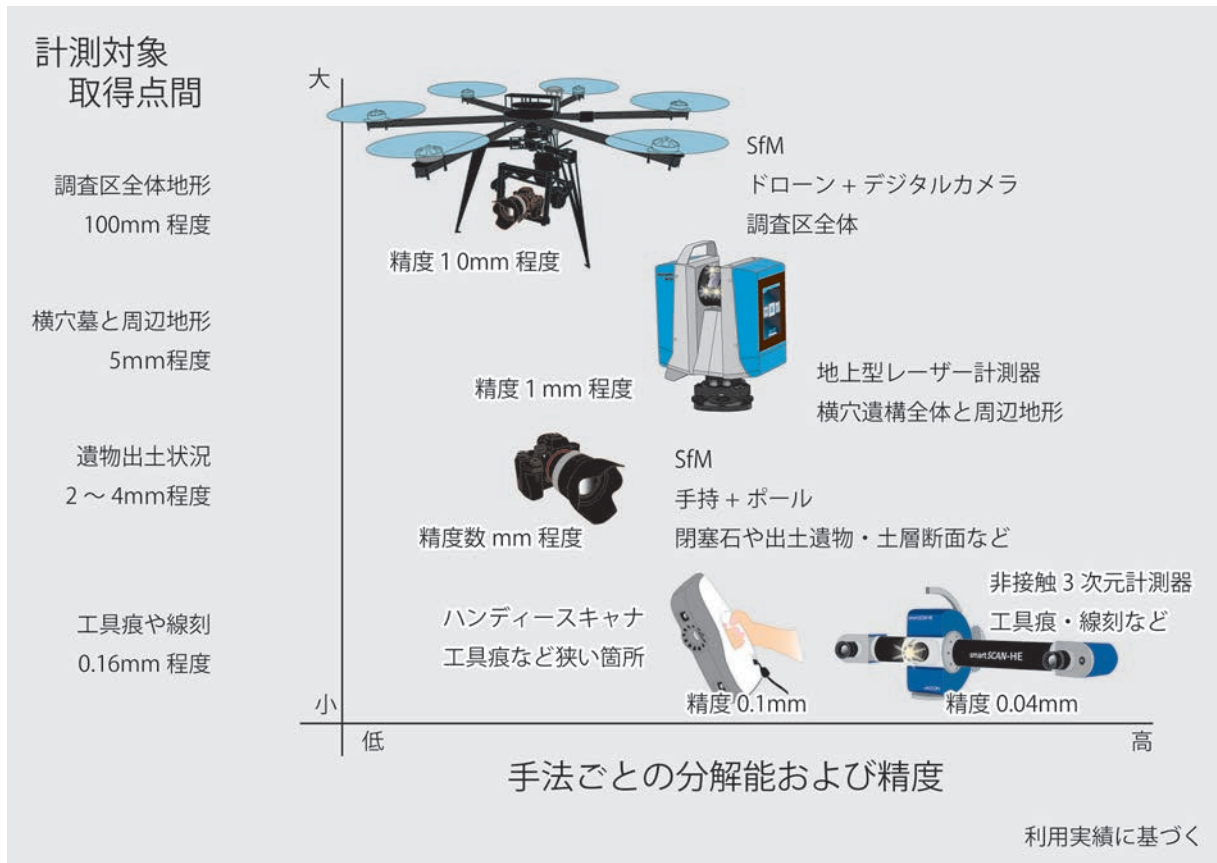 計測対象
取得点間
大
調査区全体地形
100mm 程度
SfM
ドローン + デジタルカメラ
調査区全体
精度 1 0mm 程度
横穴墓と周辺地形
5mm程度
精度 1 mm 程度
地上型レーザー計測器
横穴遺構全体と周辺地形
遺物出土状況
2 ～ 4mm程度
SfM
手持 + ポール
閉塞石や出土遺物・土層断面など
精度数 mm 程度
工具痕や線刻
0.16mm 程度
ハンディースキャナ
工具痕など狭い箇所
精度 0.1mm
非接触 3 次元計測器
工具痕・線刻など
smartSCAN-HE
精度 0.04mm
小
低
高
手法ごとの分解能および精度
利用実績に基づく